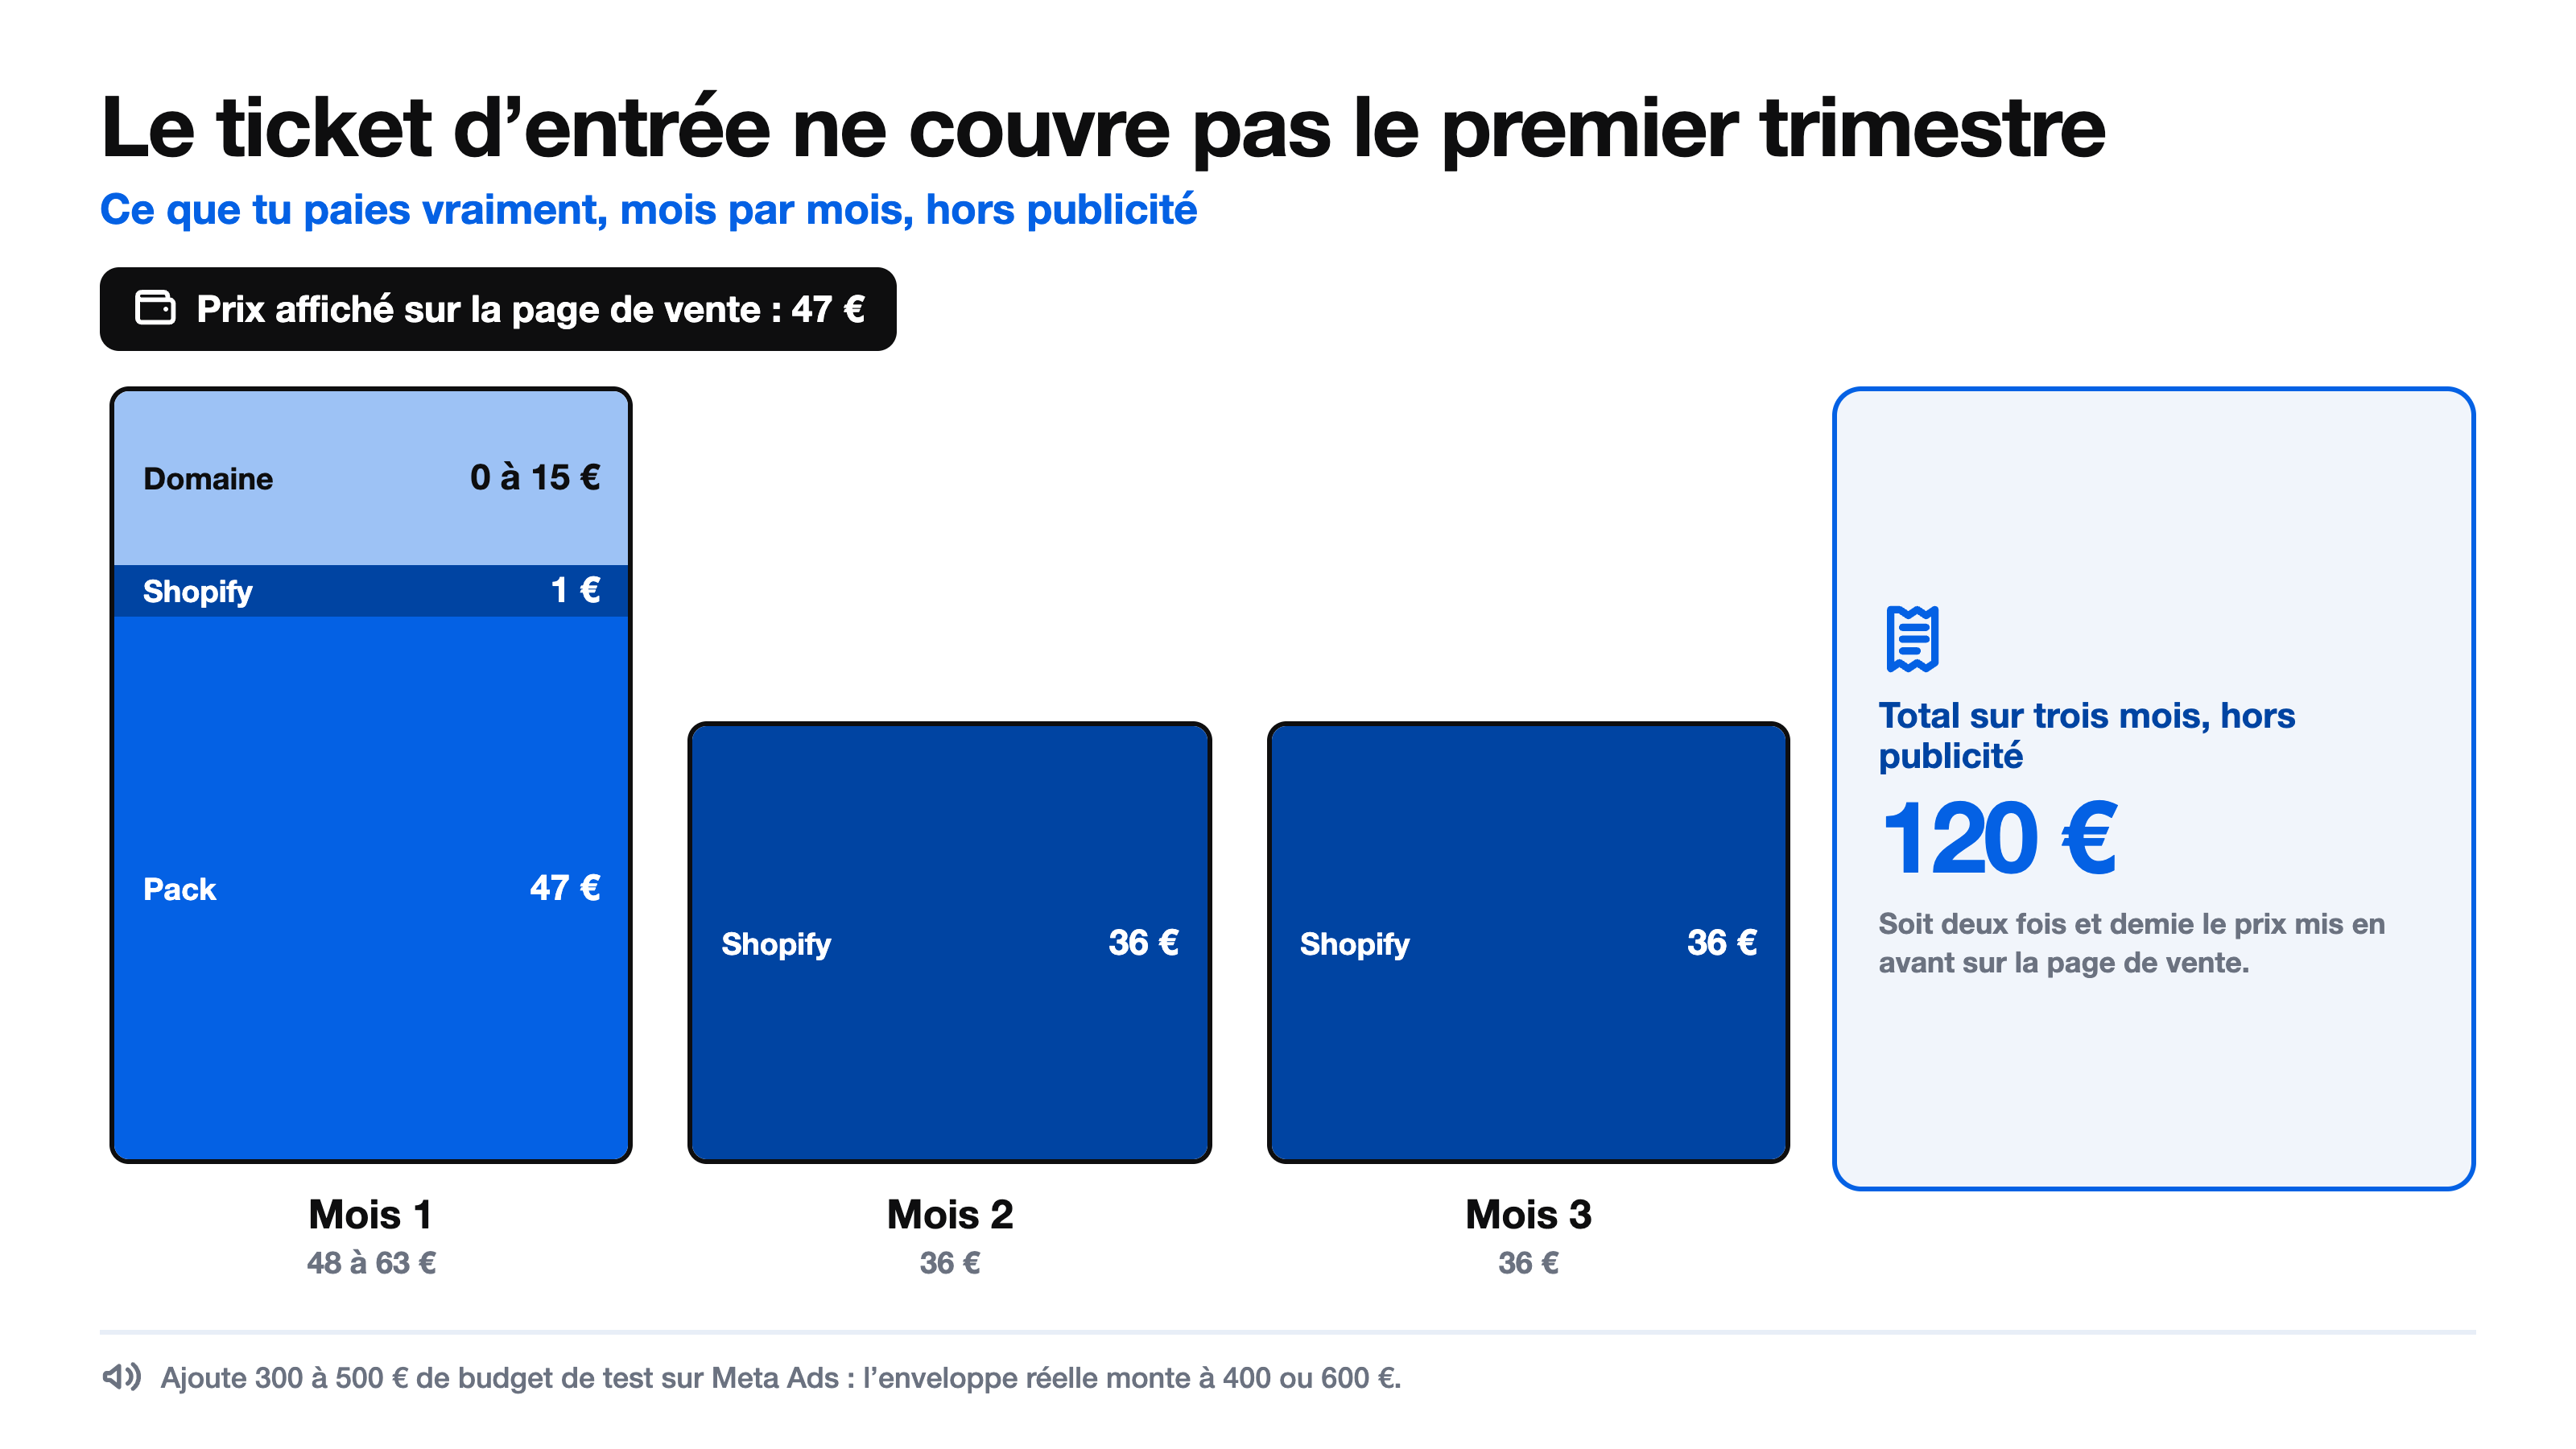 Le ticket d’entrée ne couvre pas le premier trimestre
Ce que tu paies vraiment, mois par mois, hors publicité
Prix affiché sur la page de vente : 47 €
Domaine 0 à 15 €
Shopify 1 €
Pack 47 €
Mois 1
48 à 63 €
Shopify 36 €
Mois 2
36 €
Shopify 36 €
Mois 3
36 €
Total sur trois mois, hors
publicité
120 €
Soit deux fois et demie le prix mis en
avant sur la page de vente.
Ajoute 300 à 500 € de budget de test sur Meta Ads : l’enveloppe réelle monte à 400 ou 600 €.